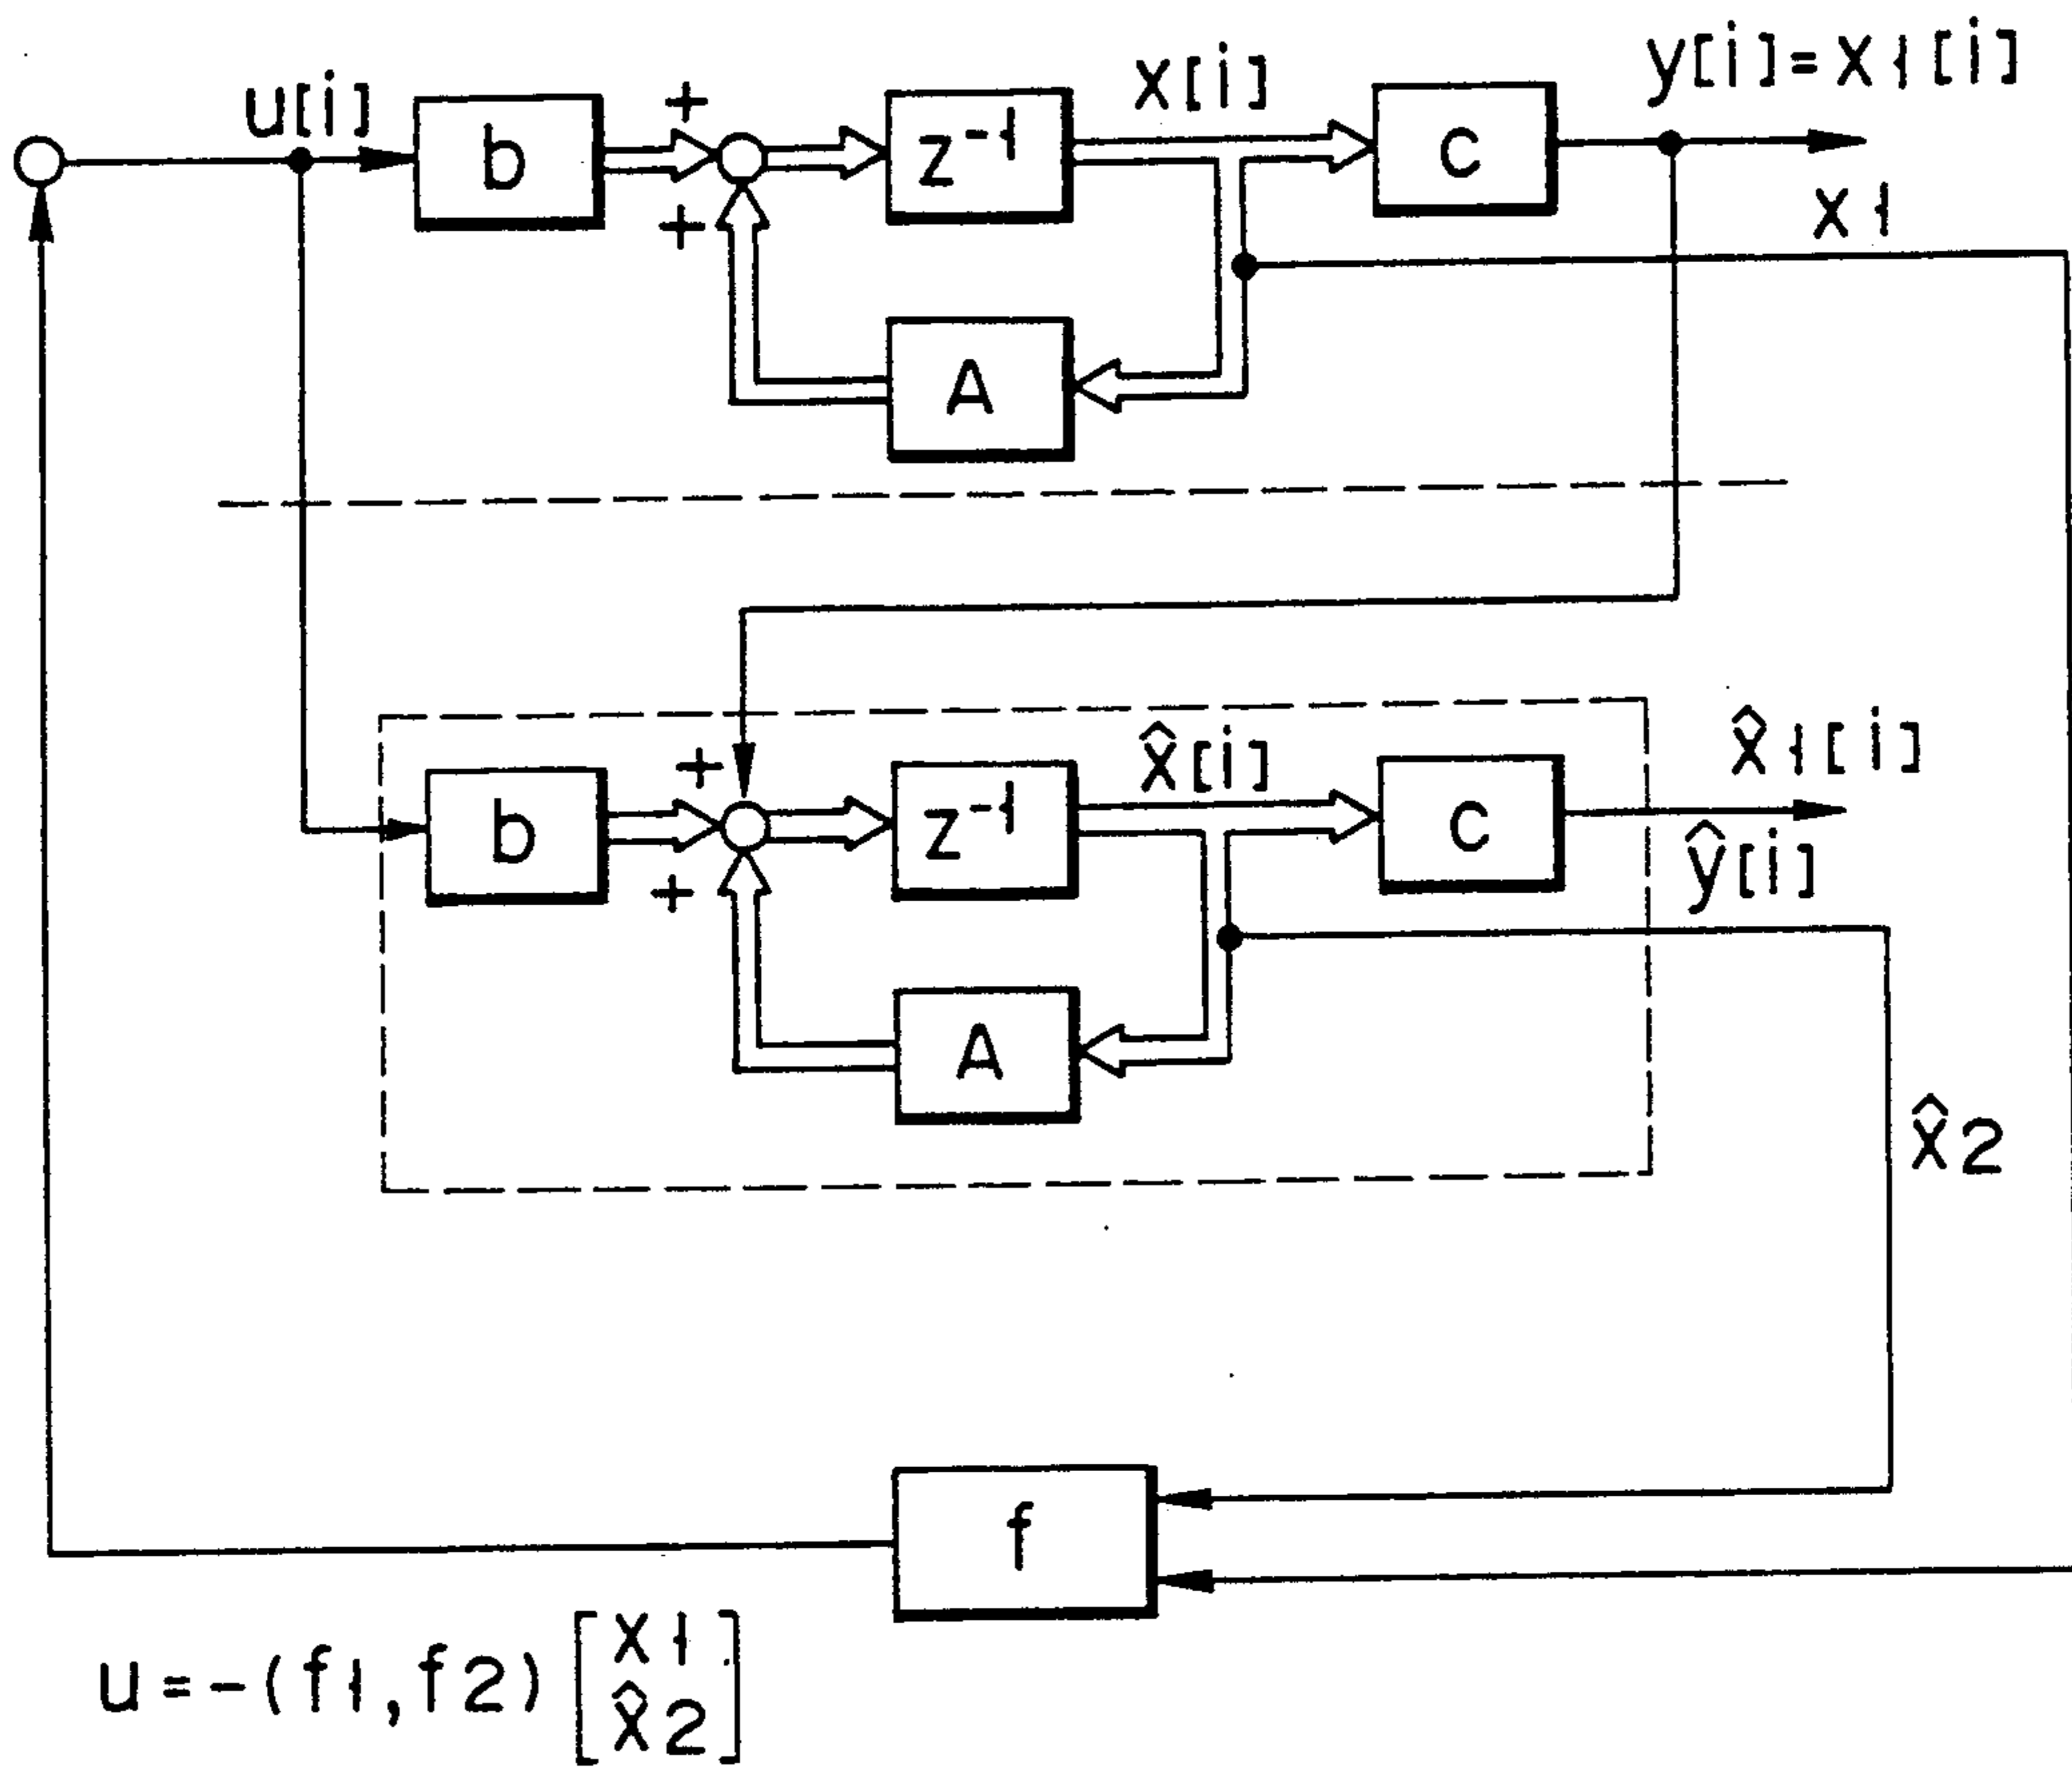 u[i]
b
+
+
z⁻¹
x[i]
c
y[i]=x1[i]
x1
A
b
+
+
z⁻¹
x̂[i]
c
x̂1[i]
ŷ[i]
A
x̂2
f
u=-(f1,f2)[x1
x̂2]